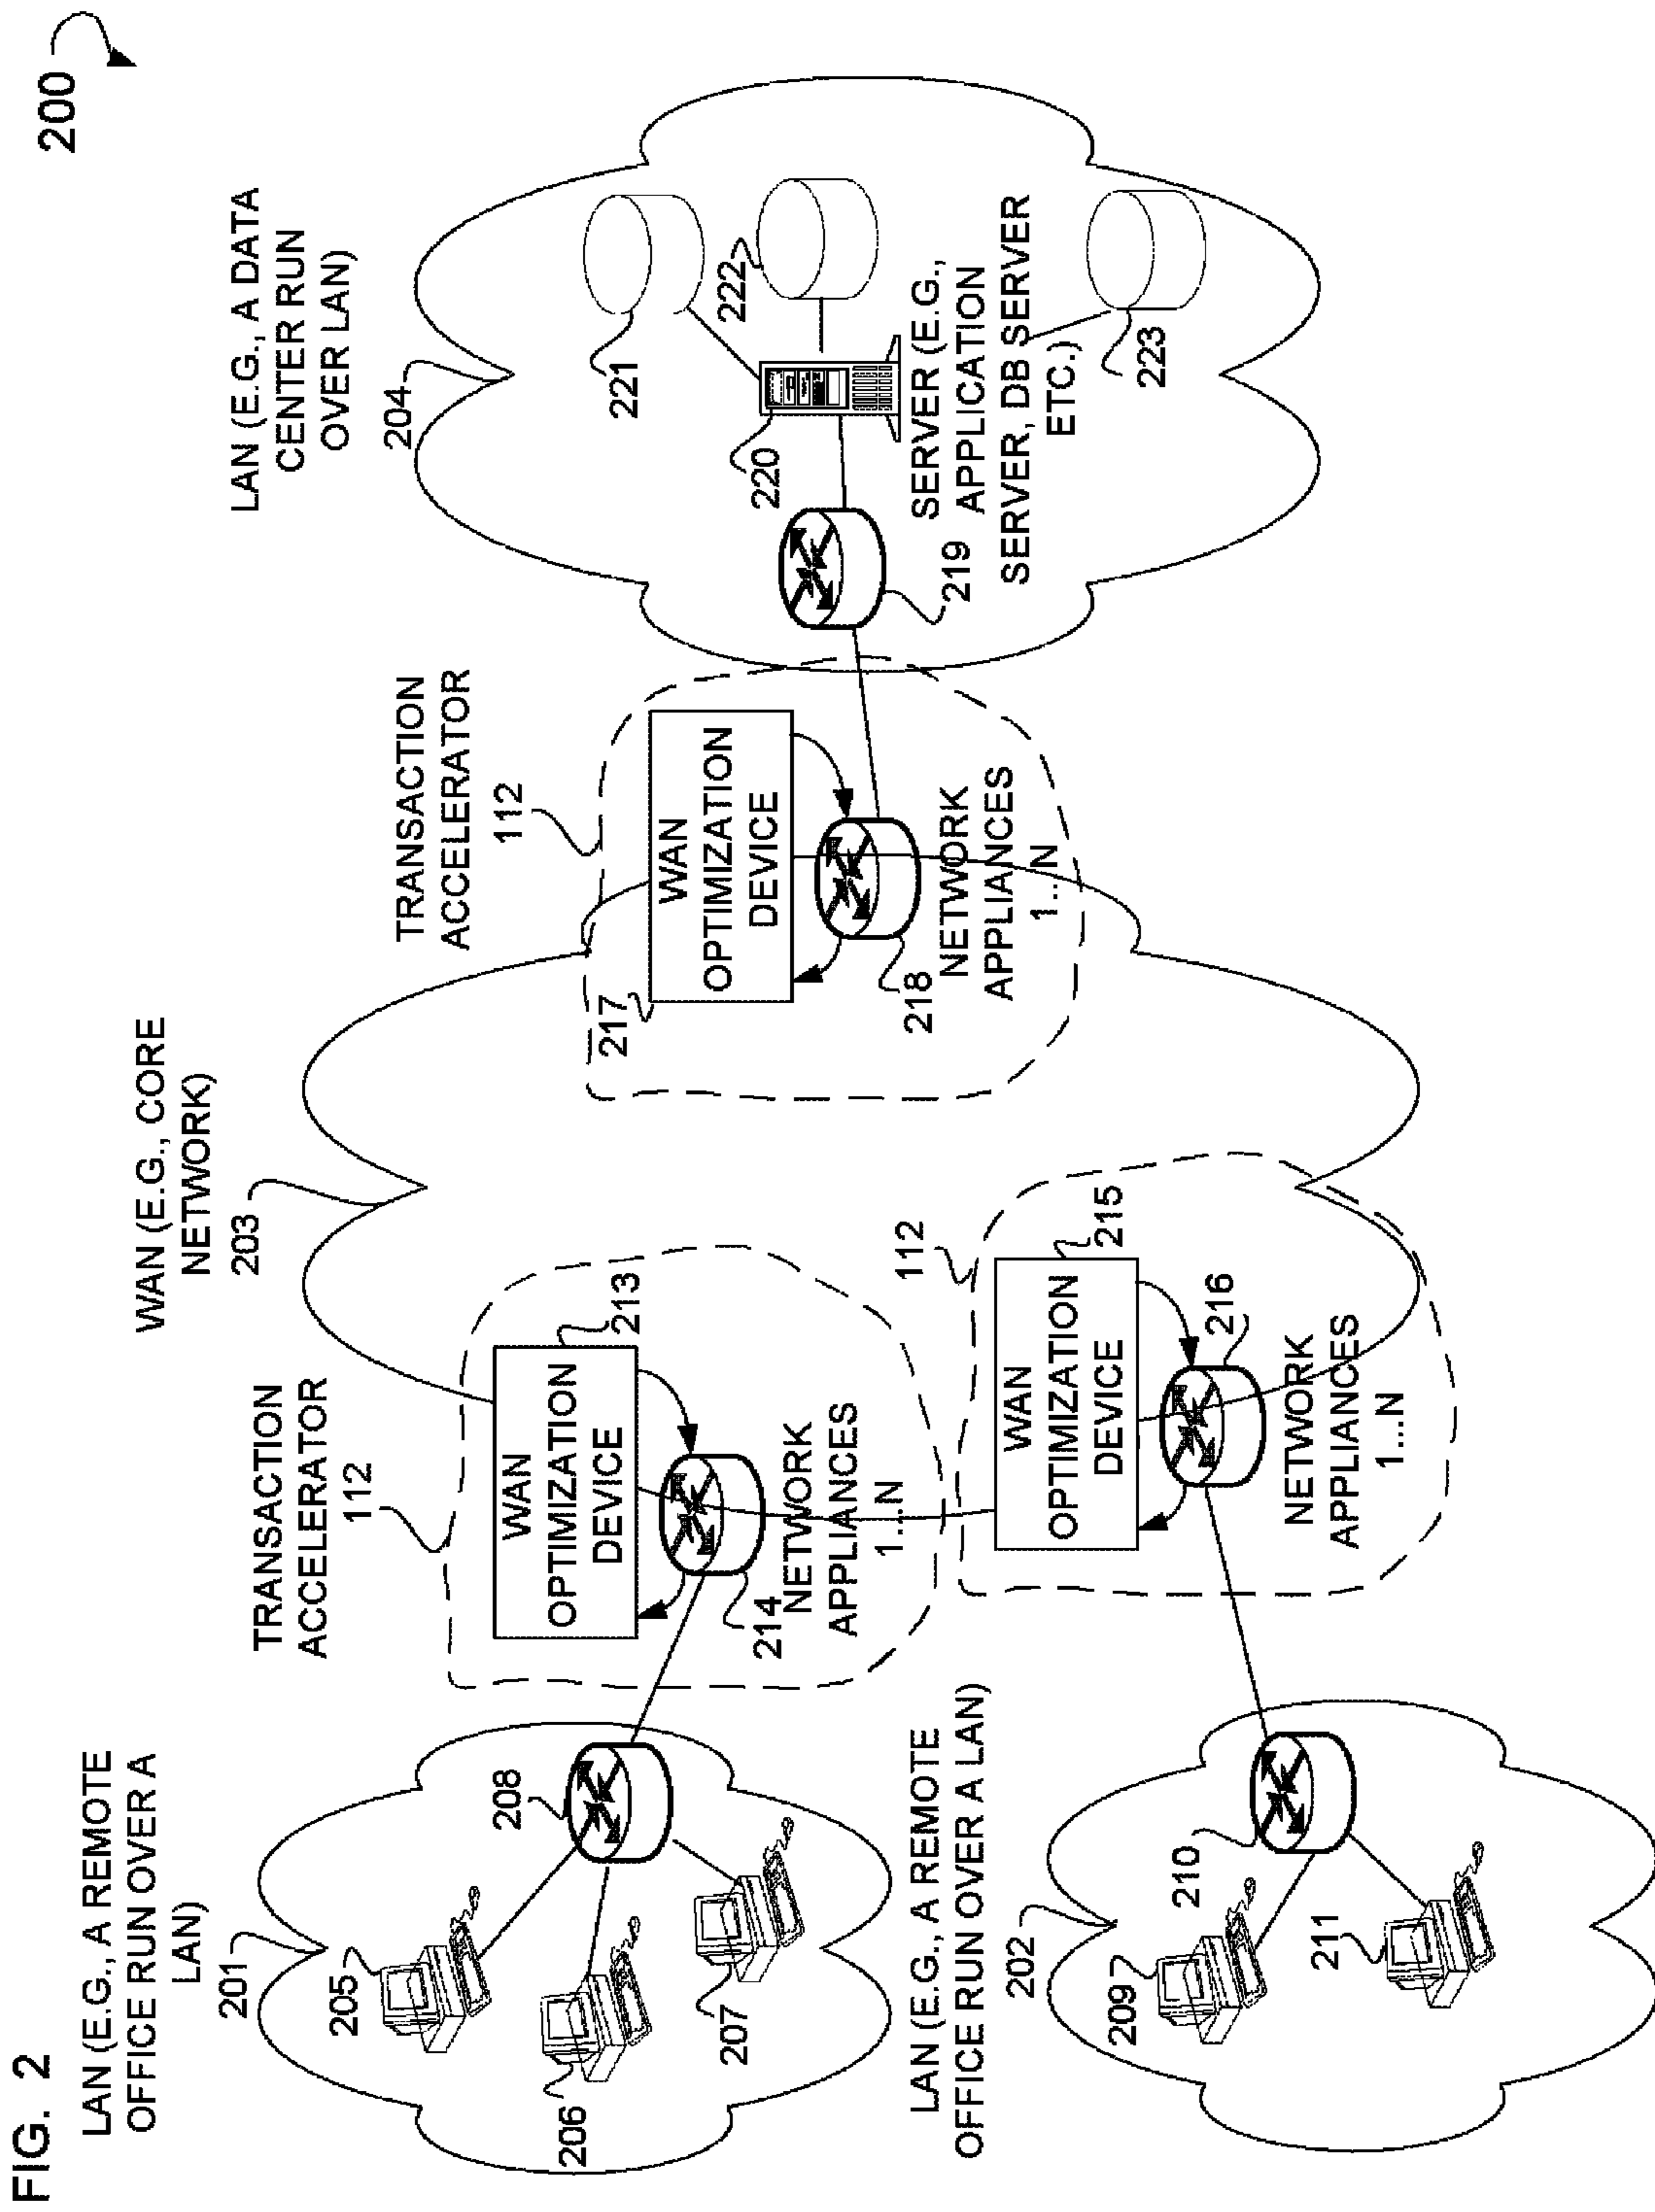 FIG. 2
200
LAN (E.G., A REMOTE
OFFICE RUN OVER A
LAN)
201
205
206
207
208
LAN (E.G., A REMOTE
OFFICE RUN OVER A LAN)
202
209
210
211
TRANSACTION
ACCELERATOR
112
WAN
OPTIMIZATION
DEVICE
213
214
NETWORK
APPLIANCES
1...N
112
WAN
OPTIMIZATION
DEVICE
215
216
NETWORK
APPLIANCES
1...N
WAN (E.G., CORE
NETWORK)
203
TRANSACTION
ACCELERATOR
112
WAN
OPTIMIZATION
DEVICE
217
218
NETWORK
APPLIANCES
1...N
LAN (E.G., A DATA
CENTER RUN
OVER LAN)
204
219
220
221
222
SERVER (E.G.,
APPLICATION
SERVER, DB SERVER
ETC.)
223